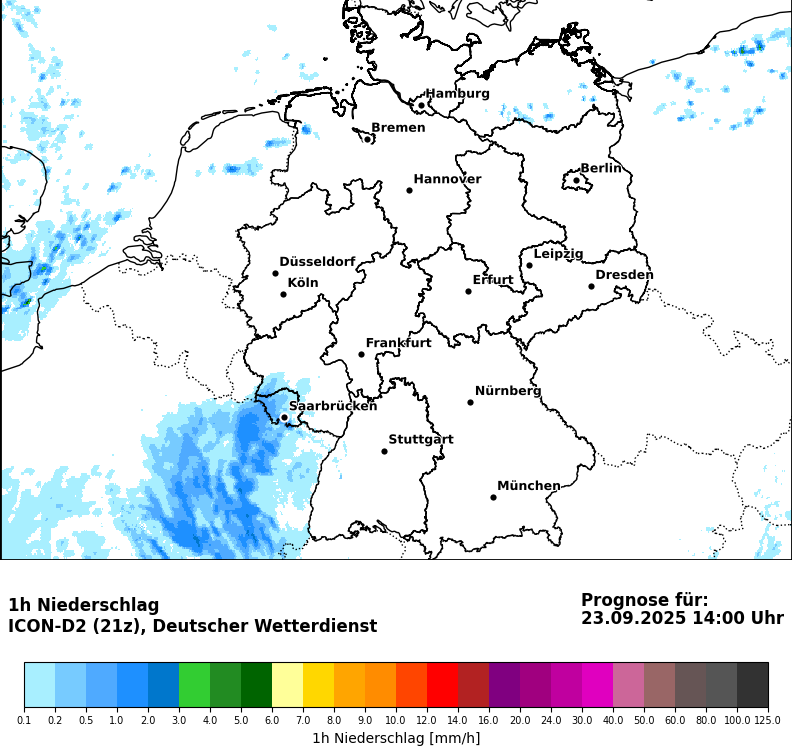 Hamburg
Bremen
Hannover
Berlin
Düsseldorf
Köln
Leipzig
Erfurt
Dresden
Frankfurt
Nürnberg
Saarbrücken
Stuttgart
München
1h Niederschlag
ICON-D2 (21z), Deutscher Wetterdienst
Prognose für:
23.09.2025 14:00 Uhr
0.1 0.2 0.5 1.0 2.0 3.0 4.0 5.0 6.0 7.0 8.0 9.0 10.0 12.0 14.0 16.0 20.0 24.0 30.0 40.0 50.0 60.0 80.0 100.0 125.0
1h Niederschlag [mm/h]